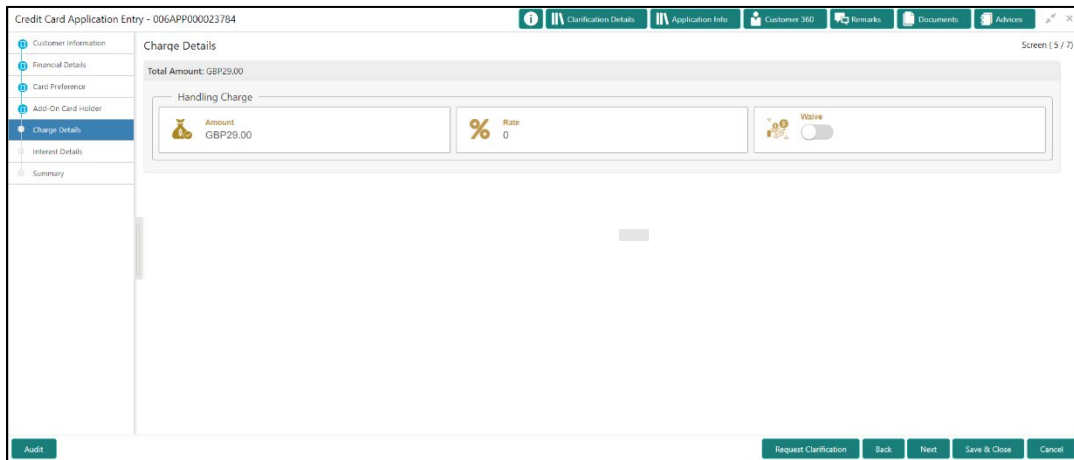 Credit Card Application Entry - 006APP000023784
Clarification Details
Application Info
Customer 360
Remarks
Documents
Advices
Customer Information
Financial Details
Card Preference
Add-On Card Holder
Charge Details
Interest Details
Summary
Charge Details
Screen ( 5 / 7)
Total Amount: GBP29.00
Handling Charge
Amount
GBP29.00
Rate
0
Waive
Audit
Request Clarification
Back
Next
Save & Close
Cancel